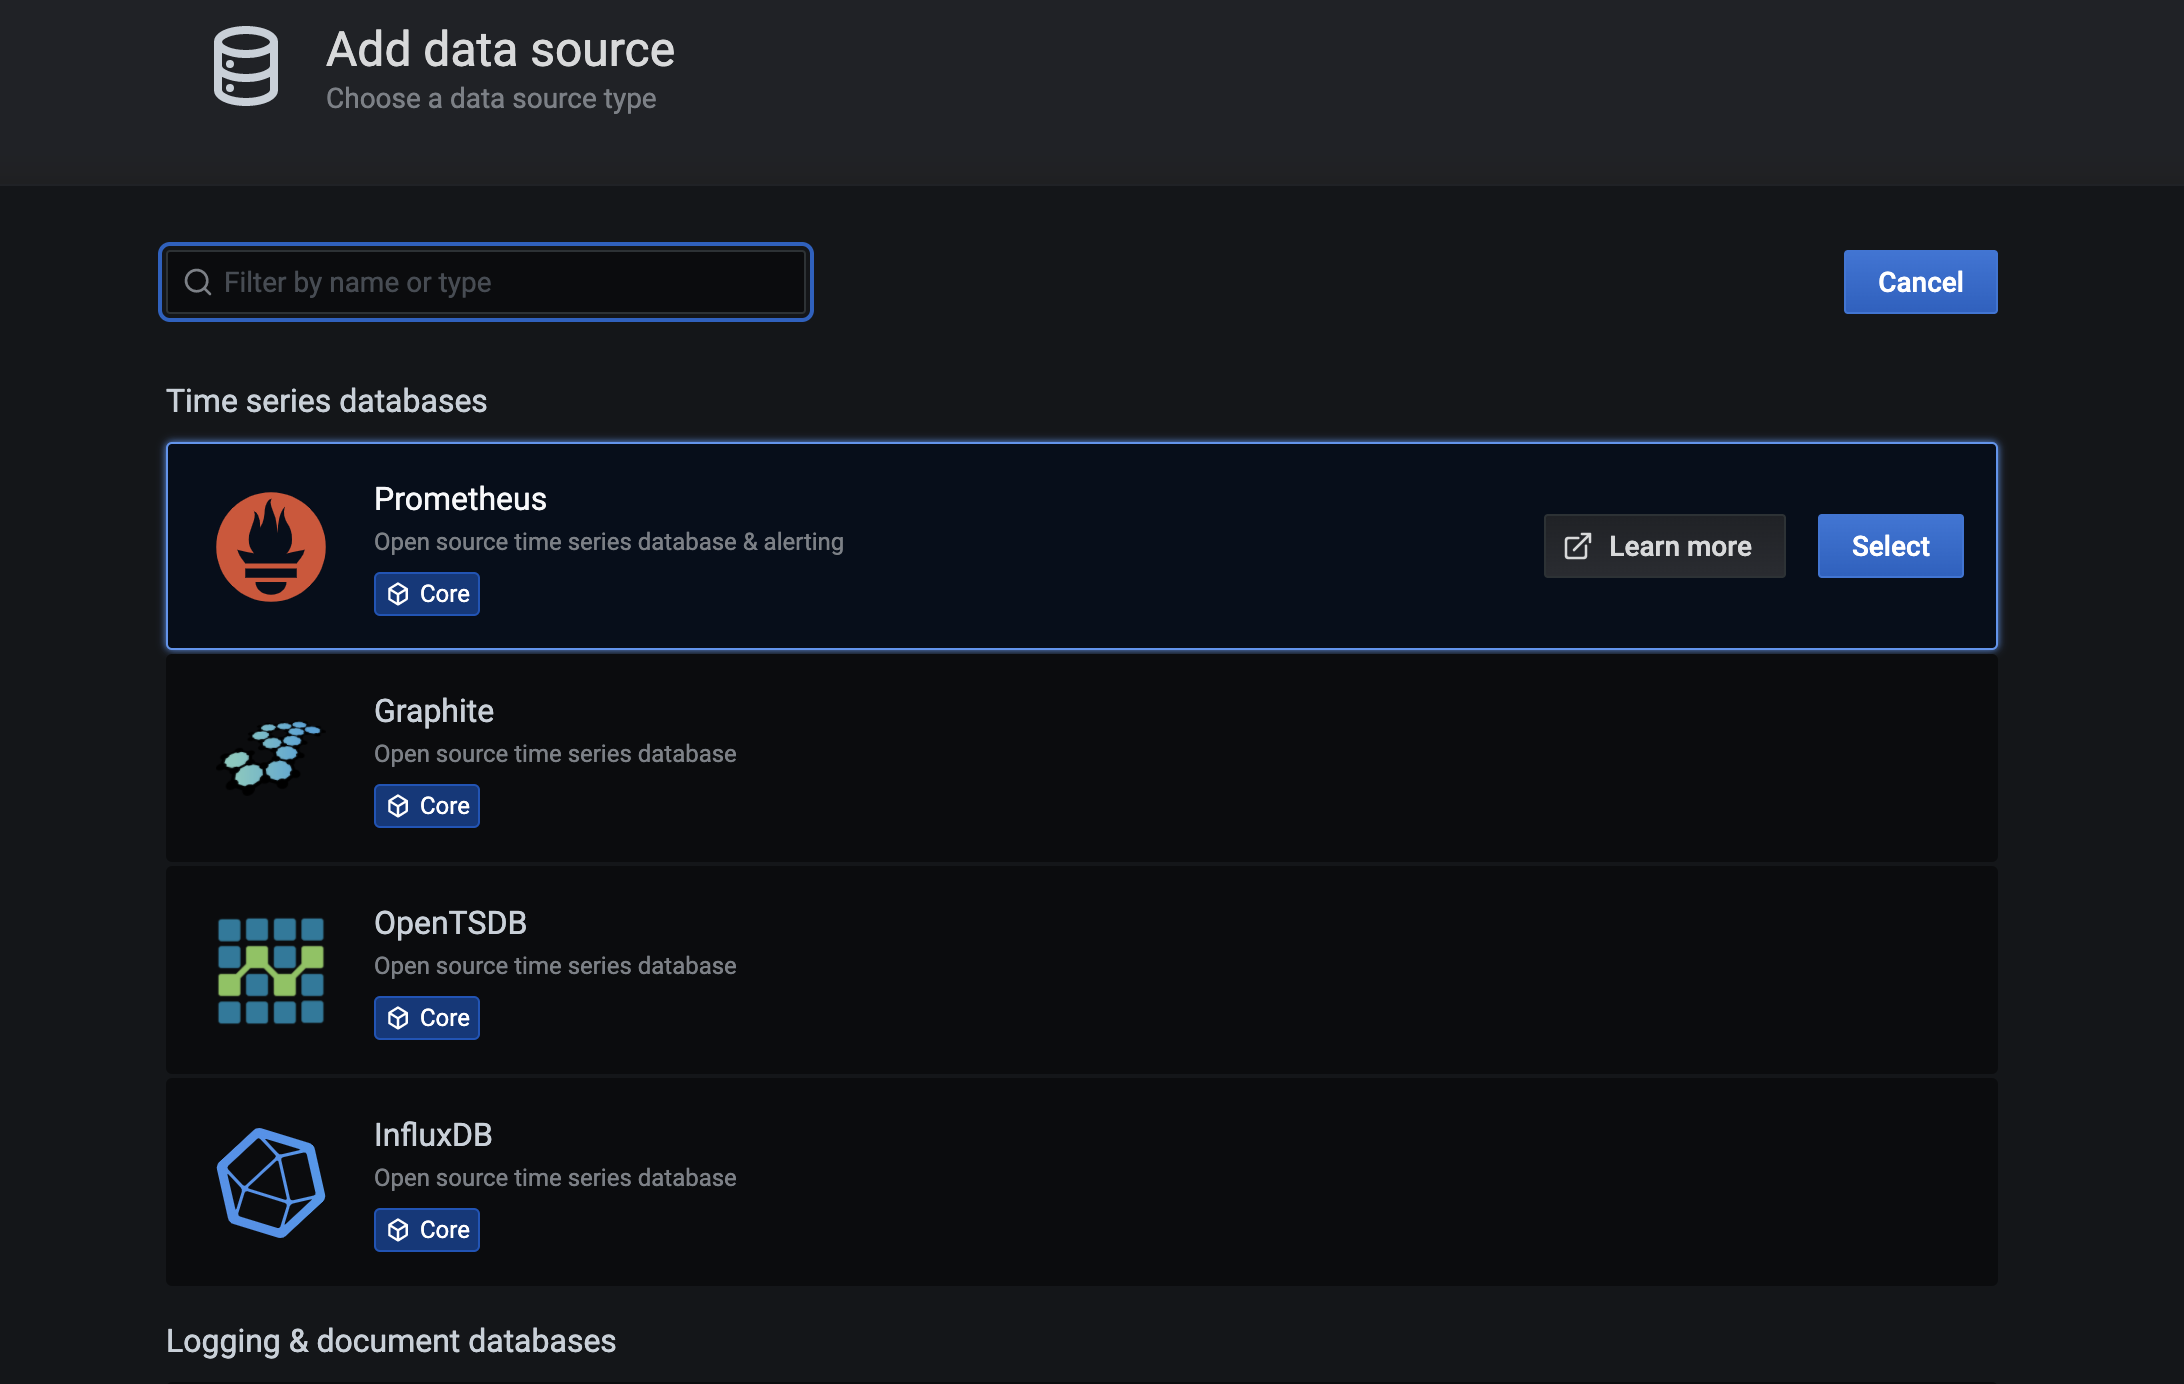 Add data source
Choose a data source type
Filter by name or type
Cancel
Time series databases
Prometheus
Open source time series database & alerting
Core
Learn more
Select
Graphite
Open source time series database
Core
OpenTSDB
Open source time series database
Core
InfluxDB
Open source time series database
Core
Logging & document databases